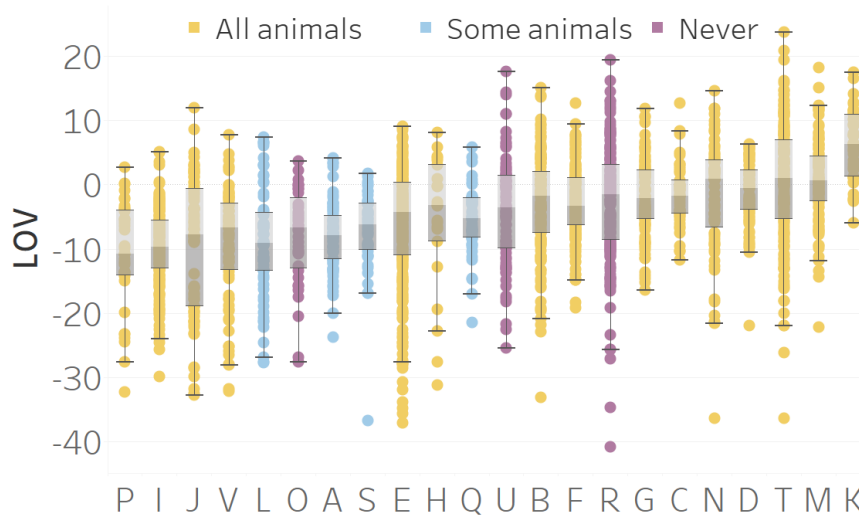 All animals Some animals Never
20
10
0
-10
-20
-30
-40
LOV
P I J V L O A S E H Q U B F R G C N D T M K